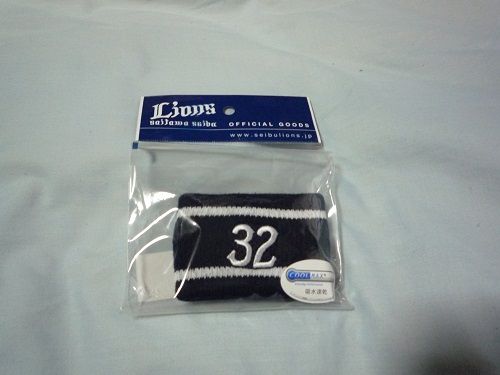 Lions
saitama seibu OFFICIAL GOODS
www.seibulions.jp
32
COOLMAX
吸水速乾